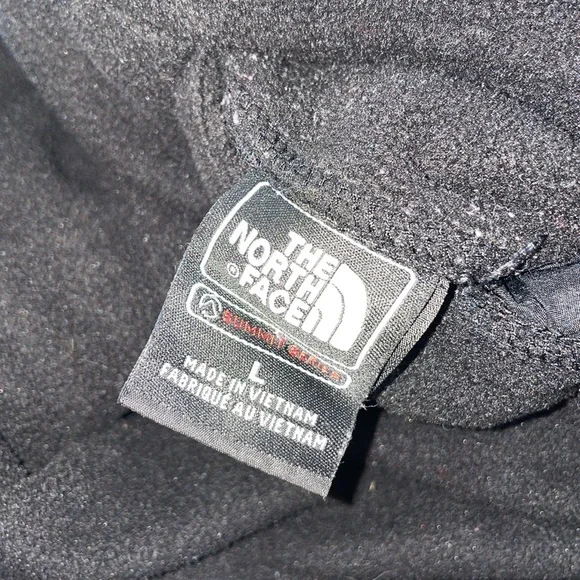 THE
NORTH
FACE
®
SUMMIT SERIES
L
MADE IN VIETNAM
FABRIQUÉ AU VIETNAM